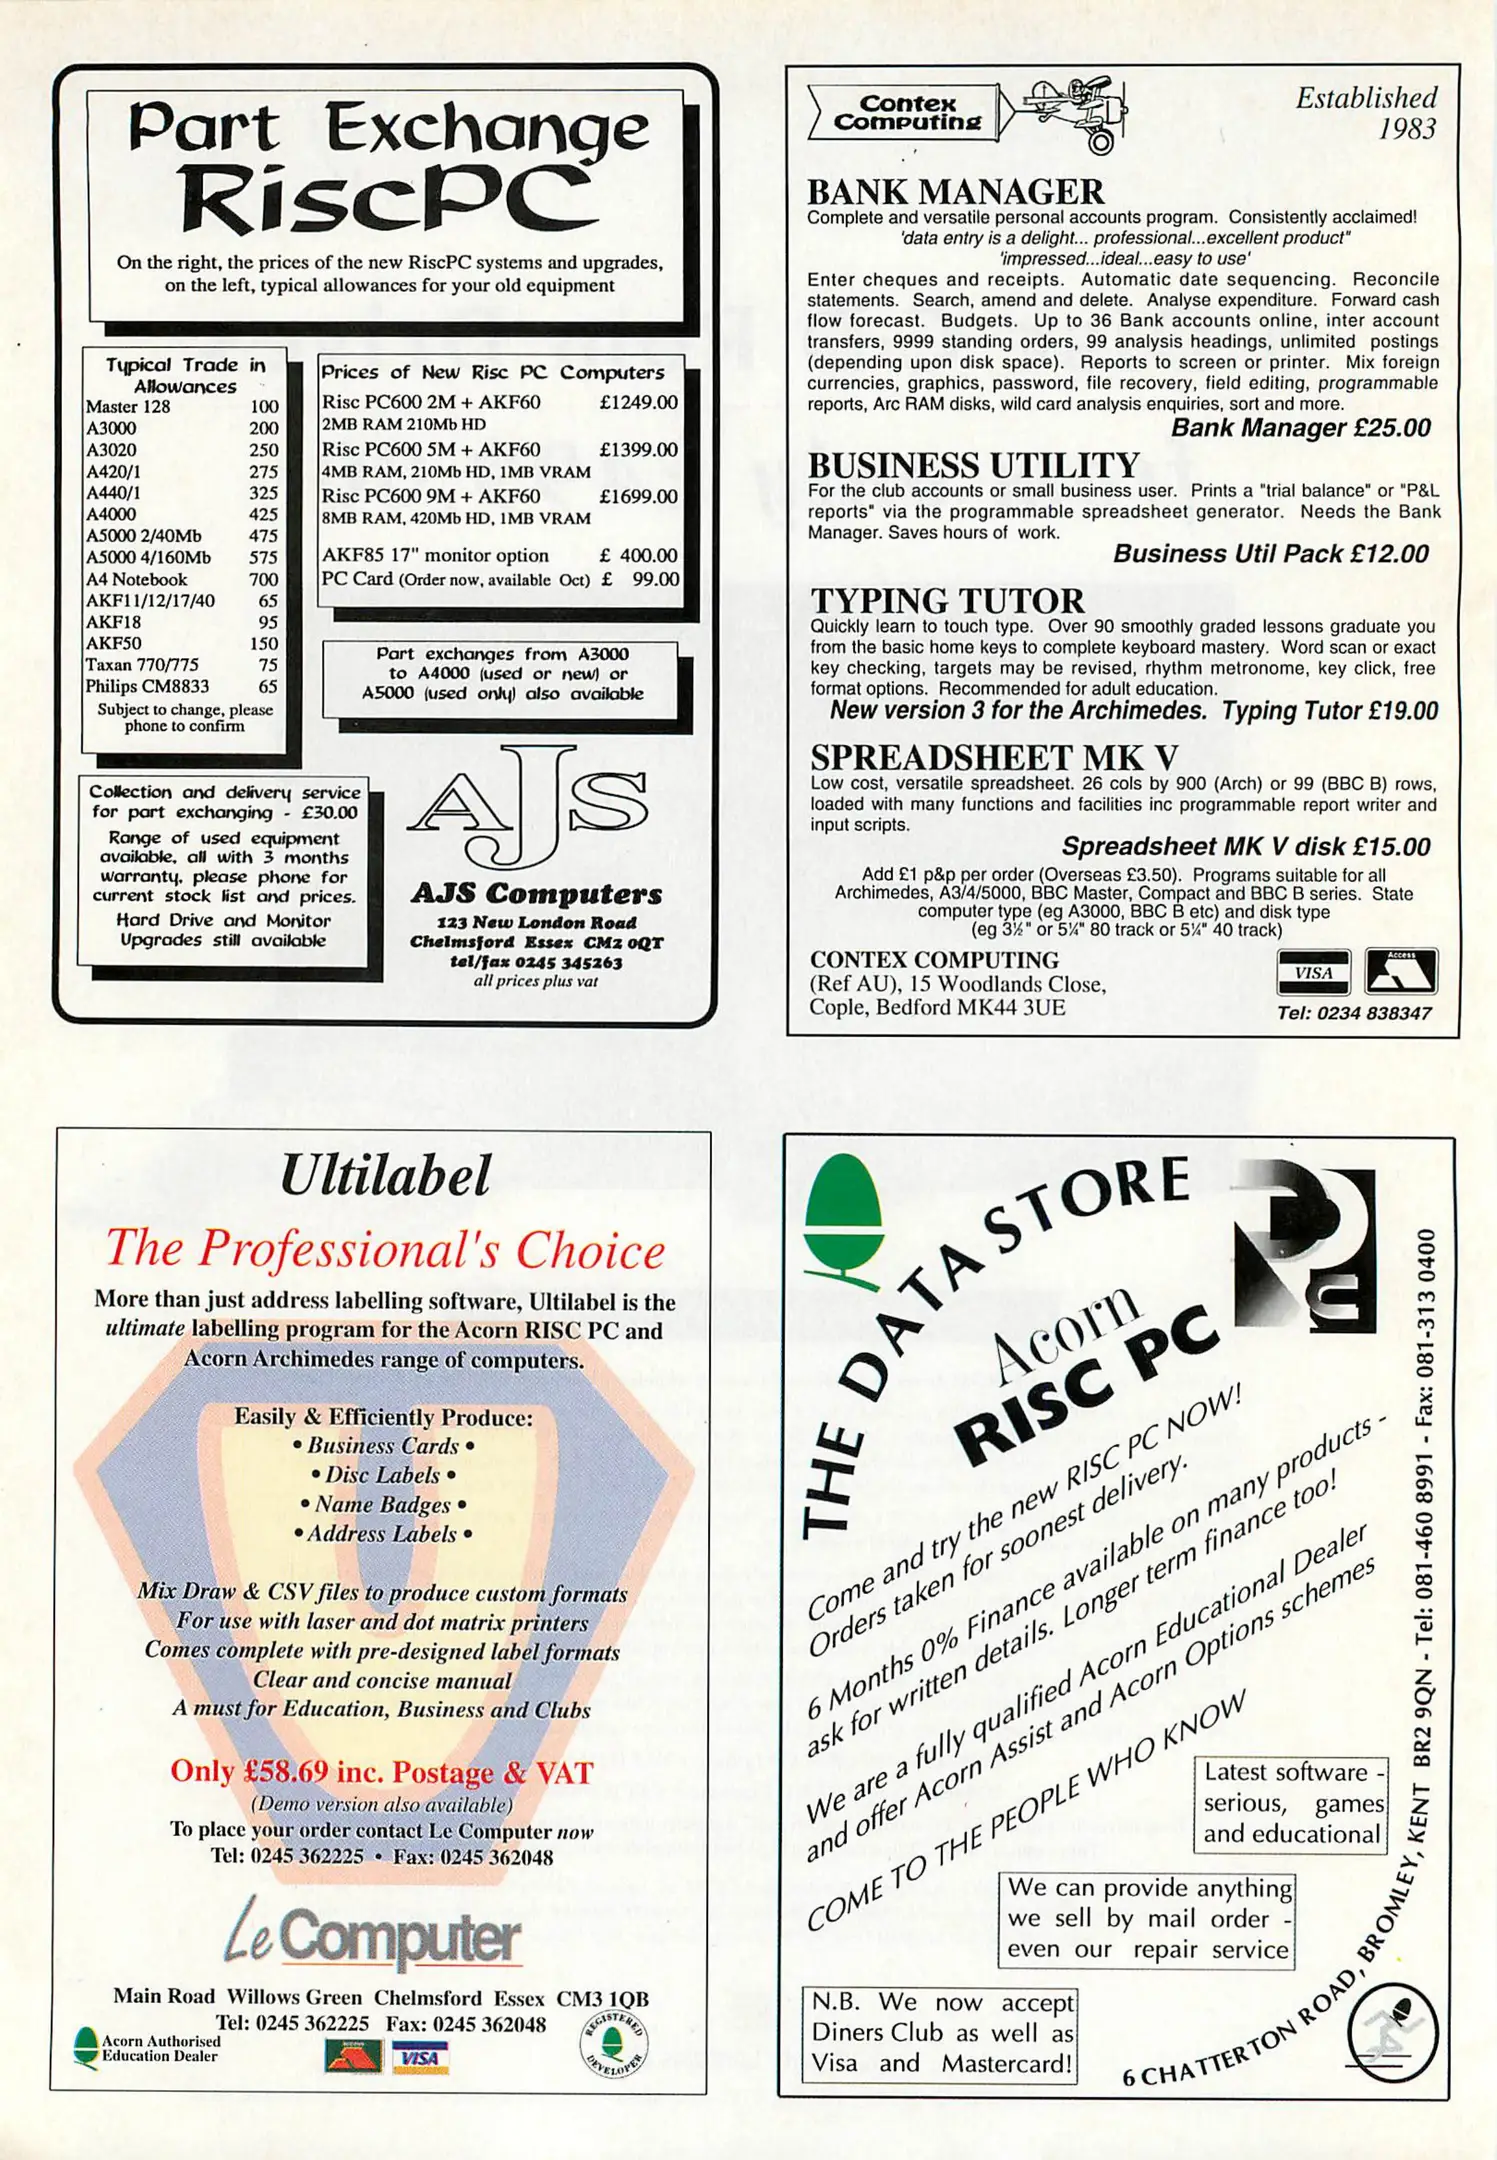 Part Exchange
RiscPC
On the right, the prices of the new RiscPC systems and upgrades,
on the left, typical allowances for your old equipment
Typical Trade in
Allowances
Master 128 100
A3000 200
A3020 250
A420/1 275
A440/1 325
A4000 425
A5000 2/40Mb 475
A5000 4/160Mb 575
A4 Notebook 700
AKF11/12/17/40 65
AKF18 95
AKF50 150
Taxan 770/775 75
Philips CM8833 65
Subject to change, please
phone to confirm
Prices of New Risc PC Computers
Risc PC600 2M + AKF60 £1249.00
2MB RAM 210Mb HD
Risc PC600 5M + AKF60 £1399.00
4MB RAM, 210Mb HD, 1MB VRAM
Risc PC600 9M + AKF60 £1699.00
8MB RAM, 420Mb HD, 1MB VRAM
AKF85 17" monitor option £ 400.00
PC Card (Order now, available Oct) £ 99.00
Part exchanges from A3000
to A4000 (used or new) or
A5000 (used only) also available
Collection and delivery service
for part exchanging - £30.00
Range of used equipment
available, all with 3 months
warranty, please phone for
current stock list and prices.
Hard Drive and Monitor
Upgrades still available
AJS
AJS Computers
123 New London Road
Chelmsford Essex CM2 0QT
tel/fax 0245 345263
all prices plus vat
Contex
Computing
Established
1983
BANK MANAGER
Complete and versatile personal accounts program. Consistently acclaimed!
'data entry is a delight... professional...excellent product"
'impressed...ideal...easy to use'
Enter cheques and receipts. Automatic date sequencing. Reconcile
statements. Search, amend and delete. Analyse expenditure. Forward cash
flow forecast. Budgets. Up to 36 Bank accounts online, inter account
transfers, 9999 standing orders, 99 analysis headings, unlimited postings
(depending upon disk space). Reports to screen or printer. Mix foreign
currencies, graphics, password, file recovery, field editing, programmable
reports, Arc RAM disks, wild card analysis enquiries, sort and more.
Bank Manager £25.00
BUSINESS UTILITY
For the club accounts or small business user. Prints a "trial balance" or "P&L
reports" via the programmable spreadsheet generator. Needs the Bank
Manager. Saves hours of work.
Business Util Pack £12.00
TYPING TUTOR
Quickly learn to touch type. Over 90 smoothly graded lessons graduate you
from the basic home keys to complete keyboard mastery. Word scan or exact
key checking, targets may be revised, rhythm metronome, key click, free
format options. Recommended for adult education.
New version 3 for the Archimedes. Typing Tutor £19.00
SPREADSHEET MK V
Low cost, versatile spreadsheet. 26 cols by 900 (Arch) or 99 (BBC B) rows,
loaded with many functions and facilities inc programmable report writer and
input scripts.
Spreadsheet MK V disk £15.00
Add £1 p&p per order (Overseas £3.50). Programs suitable for all
Archimedes, A3/4/5000, BBC Master, Compact and BBC B series. State
computer type (eg A3000, BBC B etc) and disk type
(eg 3½" or 5¼" 80 track or 5¼" 40 track)
CONTEX COMPUTING
(Ref AU), 15 Woodlands Close,
Cople, Bedford MK44 3UE
VISA
Access
Tel: 0234 838347
Ultilabel
The Professional's Choice
More than just address labelling software, Ultilabel is the
ultimate labelling program for the Acorn RISC PC and
Acorn Archimedes range of computers.
Easily & Efficiently Produce:
• Business Cards •
• Disc Labels •
• Name Badges •
• Address Labels •
Mix Draw & CSV files to produce custom formats
For use with laser and dot matrix printers
Comes complete with pre-designed label formats
Clear and concise manual
A must for Education, Business and Clubs
Only £58.69 inc. Postage & VAT
(Demo version also available)
To place your order contact Le Computer now
Tel: 0245 362225 • Fax: 0245 362048
Le Computer
Main Road Willows Green Chelmsford Essex CM3 1QB
Tel: 0245 362225 Fax: 0245 362048
Acorn Authorised
Education Dealer
VISA
REGISTERED
DEVELOPER
THE DATA STORE
Acorn
RISC PC
Come and try the new RISC PC NOW!
Orders taken for soonest delivery.
6 Months 0% Finance available on many products -
ask for written details. Longer term finance too!
We are a fully qualified Acorn Educational Dealer
and offer Acorn Assist and Acorn Options schemes
COME TO THE PEOPLE WHO KNOW
Latest software -
serious, games
and educational
We can provide anything
we sell by mail order -
even our repair service
N.B. We now accept
Diners Club as well as
Visa and Mastercard!
6 CHATTERTON ROAD, BROMLEY, KENT BR2 9QN - Tel: 081-460 8991 - Fax: 081-313 0400